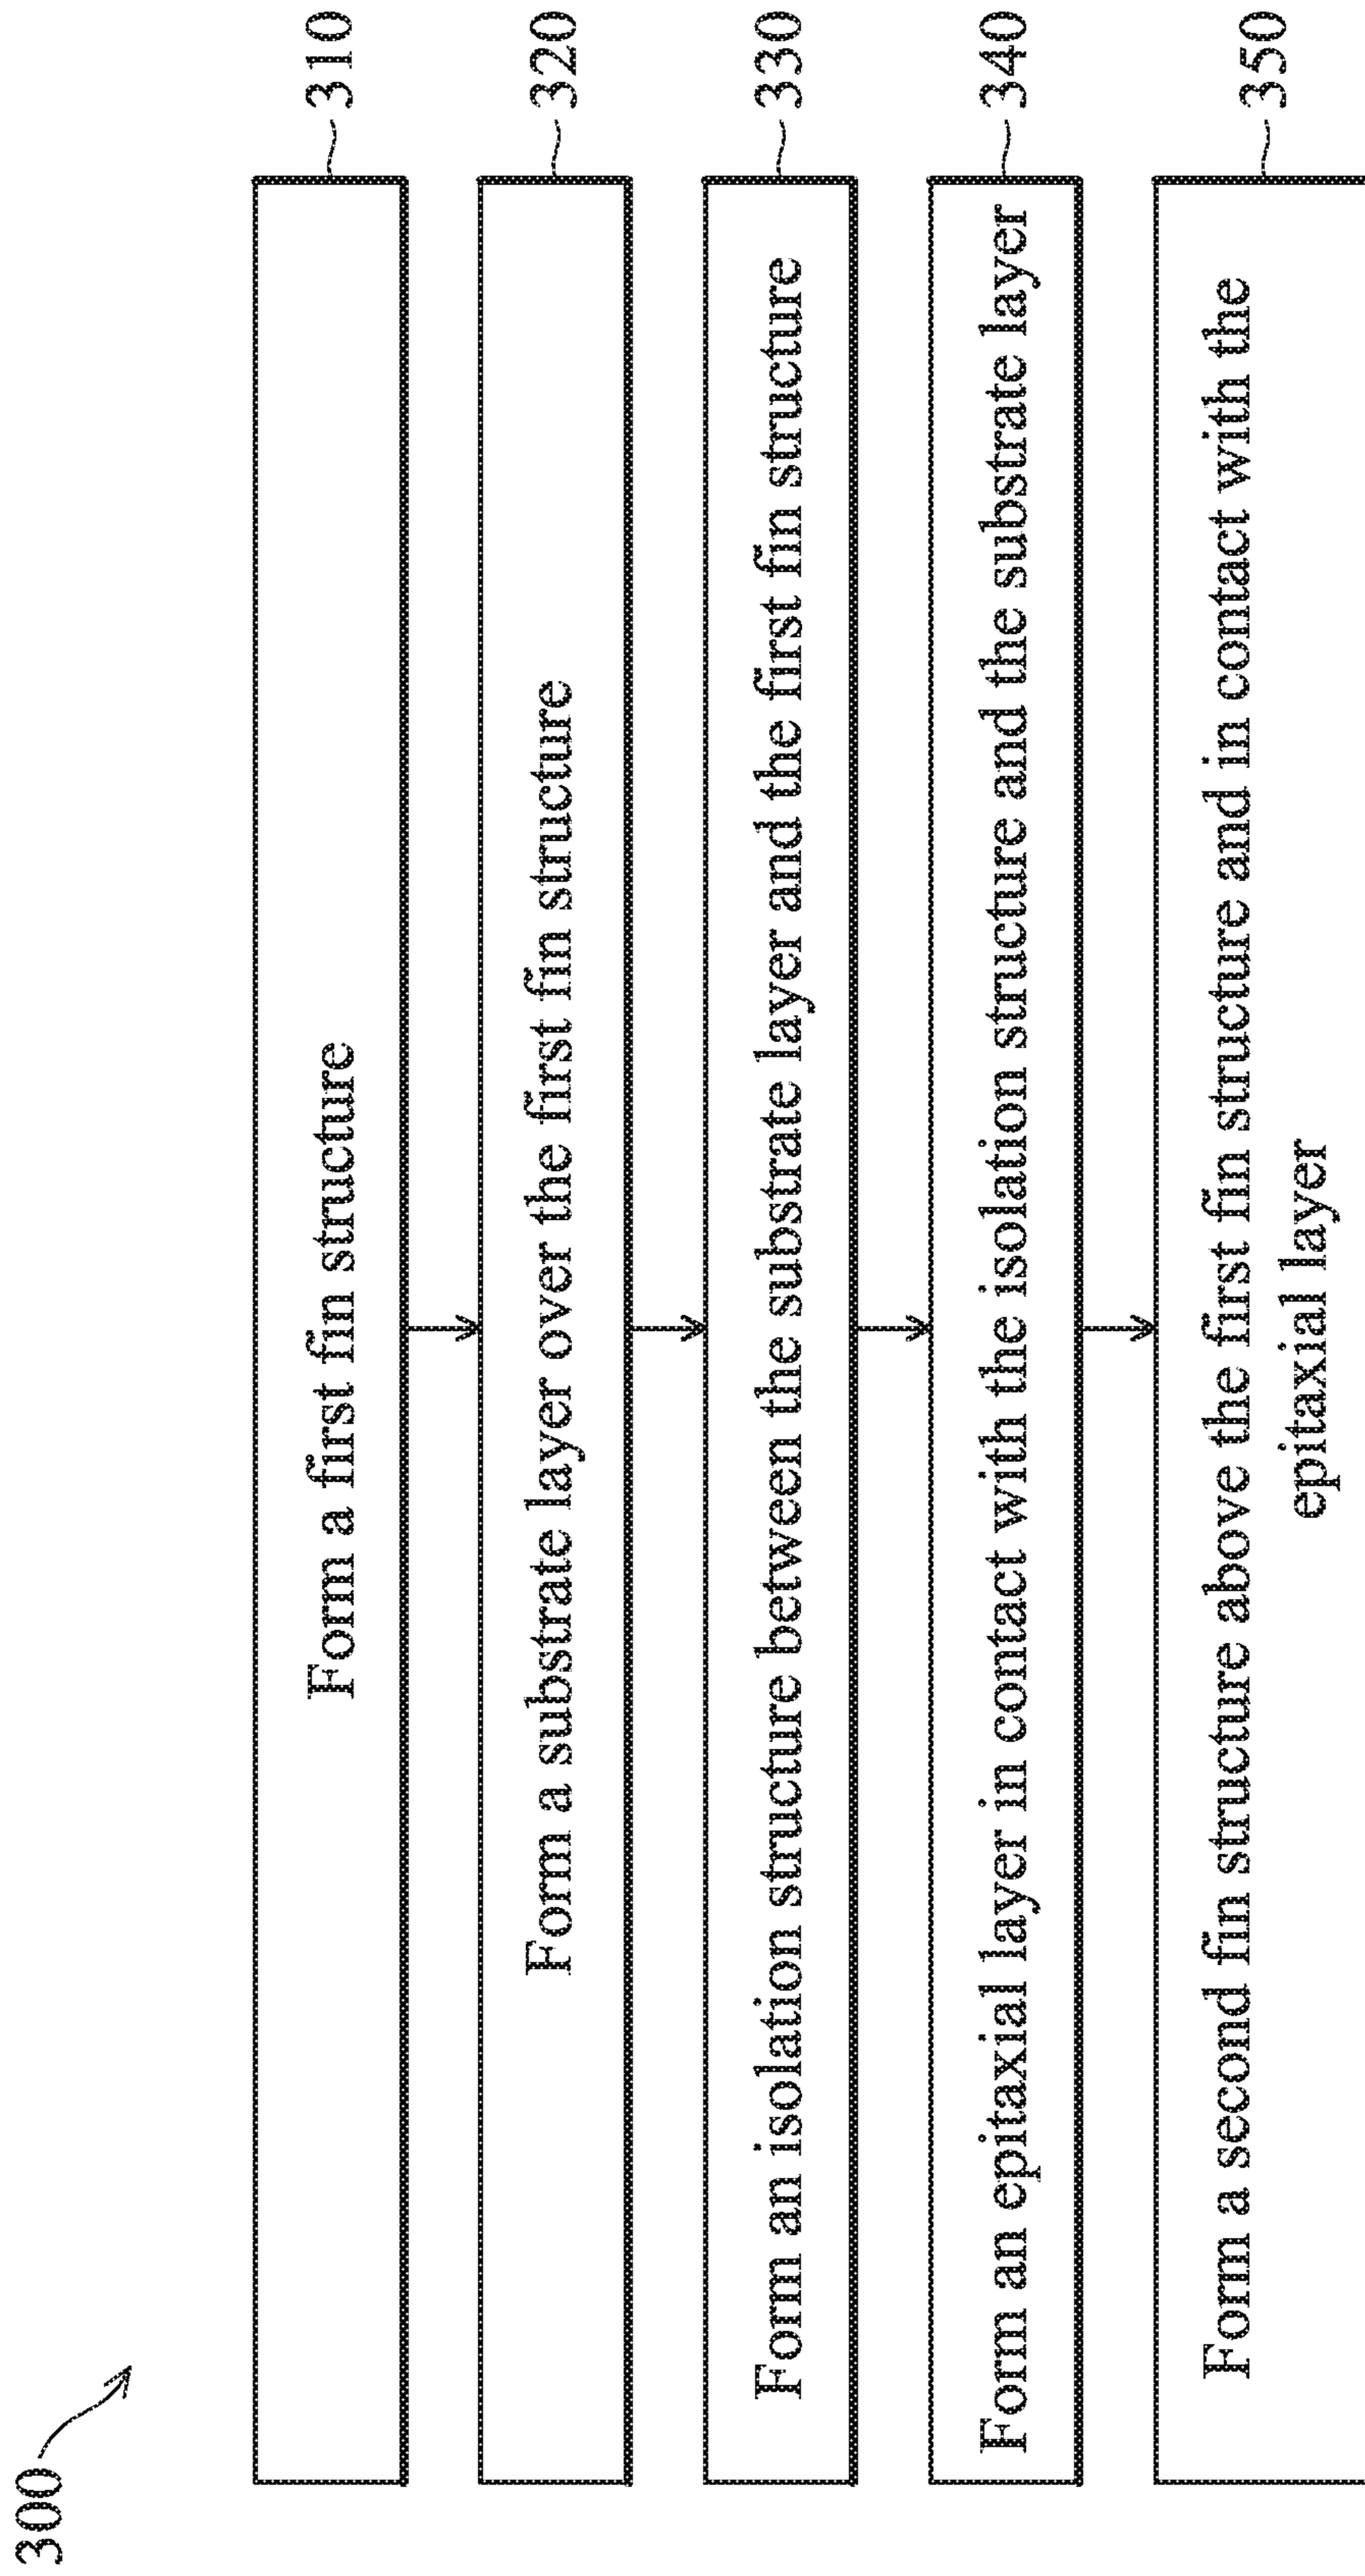 300
Form a first fin structure
310
Form a substrate layer over the first fin structure
320
Form an isolation structure between the substrate layer and the first fin structure
330
Form an epitaxial layer in contact with the isolation structure and the substrate layer
340
Form a second fin structure above the first fin structure and in contact with the
epitaxial layer
350